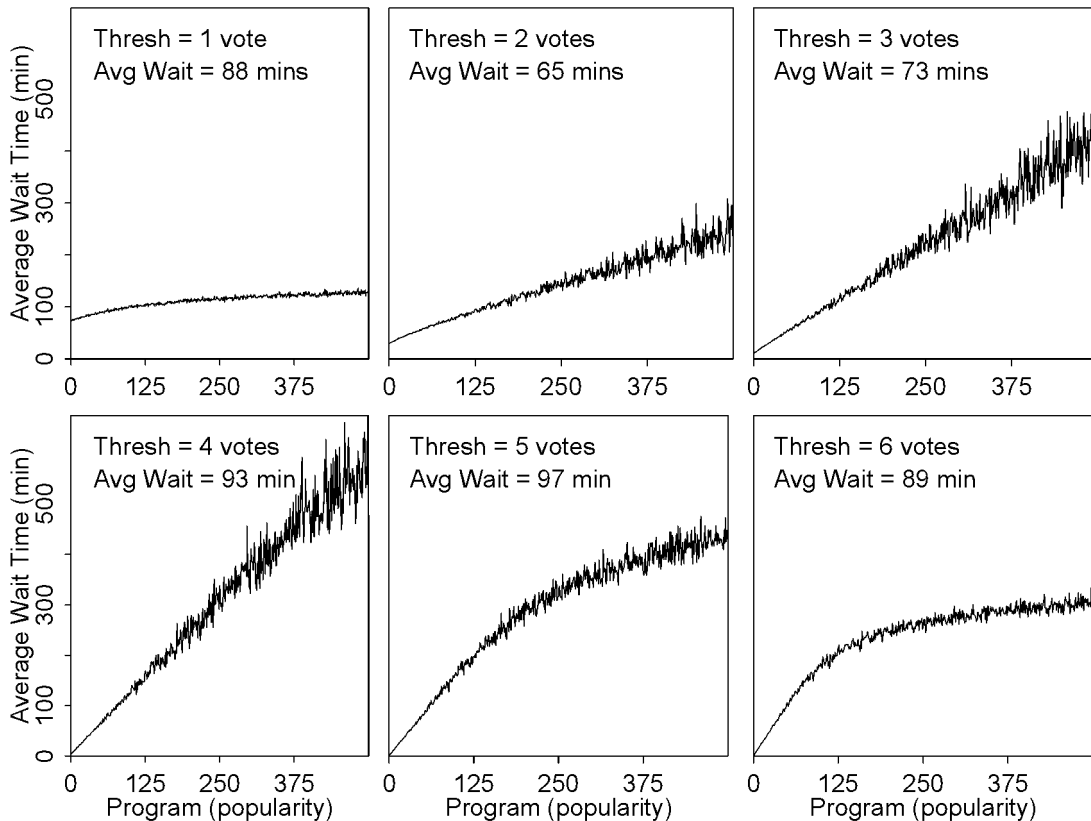 Thresh = 1 vote
Avg Wait = 88 mins
Thresh = 2 votes
Avg Wait = 65 mins
Thresh = 3 votes
Avg Wait = 73 mins
Average Wait Time (min)
500
300
100
0
0 125 250 375
0 125 250 375
0 125 250 375
Thresh = 4 votes
Avg Wait = 93 min
Thresh = 5 votes
Avg Wait = 97 min
Thresh = 6 votes
Avg Wait = 89 min
Average Wait Time (min)
500
300
100
0
0 125 250 375
0 125 250 375
0 125 250 375
Program (popularity)
Program (popularity)
Program (popularity)